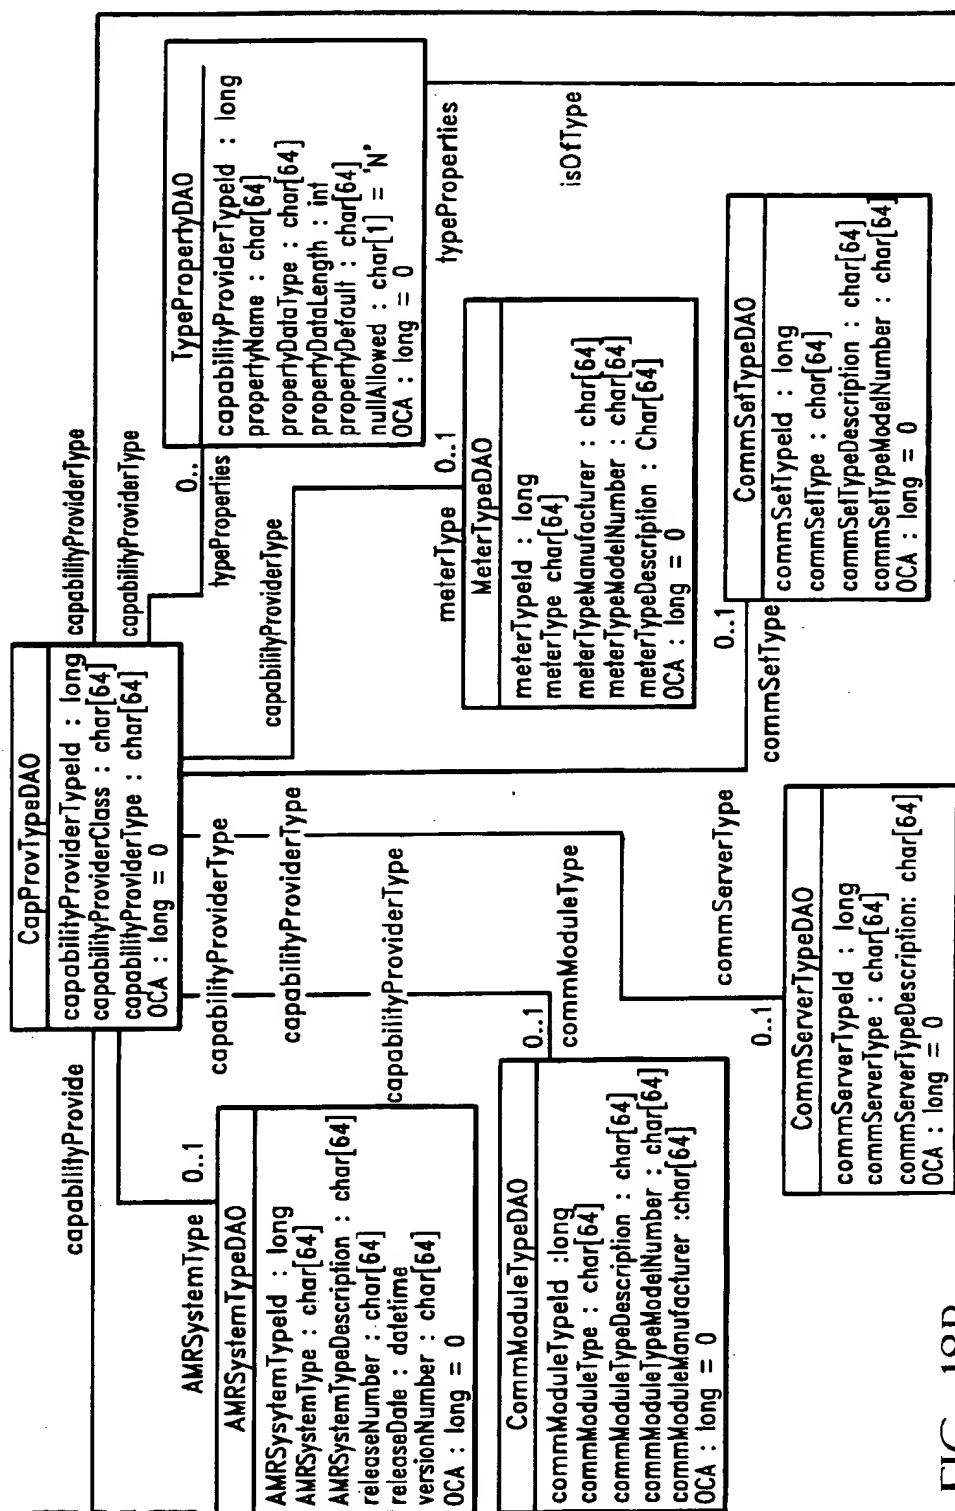 capabilityProvide
CapProvTypeDAO
capabilityProviderTypeId : long
capabilityProviderClass : char[64]
capabilityProviderType : char[64]
OCA : long = 0
capabilityProviderType
capabilityProviderType
0..
typeProperties
TypePropertyDAO
capabilityProviderTypeId : long
propertyName : char[64]
propertyDataType : char[64]
propertyDataLength : int
propertyDefault : char[64]
nullAllowed : char[1] = 'N'
OCA : long = 0
typeProperties
isOfType
AMRSystemType
0..1
AMRSystemTypeDAO
AMRSysytemTypeId : long
AMRSystemType : char[64]
AMRSystemTypeDescription : char[64]
releaseNumber : char[64]
releaseDate : datetime
versionNumber : char[64]
OCA : long = 0
capabilityProviderType
capabilityProviderType
capabilityProviderType
capabilityProviderType
meterType
0..1
MeterTypeDAO
meterTypeId : long
meterType char[64]
meterTypeManufacturer : char[64]
meterTypeModelNumber : char[64]
meterTypeDescription : Char[64]
OCA : long = 0
0..1
commModuleType
CommModuleTypeDAO
commModuleTypeId :long
commModuleType : char[64]
commModuleTypeDescription : char[64]
commModuleTypeModelNumber : char[64]
commModuleManufacturer :char[64]
OCA : long = 0
commServerType
0..1
CommServerTypeDAO
commServerTypeId : long
commServerType : char[64]
commServerTypeDescription: char[64]
OCA : long = 0
commSetType
0..1
CommSetTypeDAO
commSetTypeId : long
commSetType : char[64]
commSetTypeDescription : char[64]
commSetTypeModelNumber : char[64]
OCA : long = 0
FIG. 18B